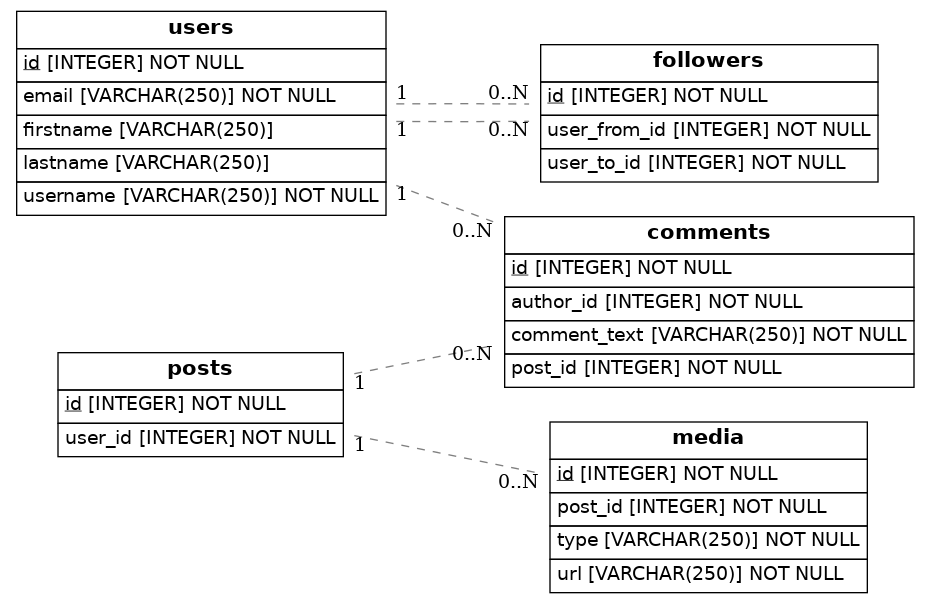 users
id [INTEGER] NOT NULL
email [VARCHAR(250)] NOT NULL
firstname [VARCHAR(250)]
lastname [VARCHAR(250)]
username [VARCHAR(250)] NOT NULL
1
0..N
1
0..N
1
0..N
followers
id [INTEGER] NOT NULL
user_from_id [INTEGER] NOT NULL
user_to_id [INTEGER] NOT NULL
comments
id [INTEGER] NOT NULL
author_id [INTEGER] NOT NULL
comment_text [VARCHAR(250)] NOT NULL
post_id [INTEGER] NOT NULL
posts
id [INTEGER] NOT NULL
user_id [INTEGER] NOT NULL
1
0..N
1
0..N
media
id [INTEGER] NOT NULL
post_id [INTEGER] NOT NULL
type [VARCHAR(250)] NOT NULL
url [VARCHAR(250)] NOT NULL